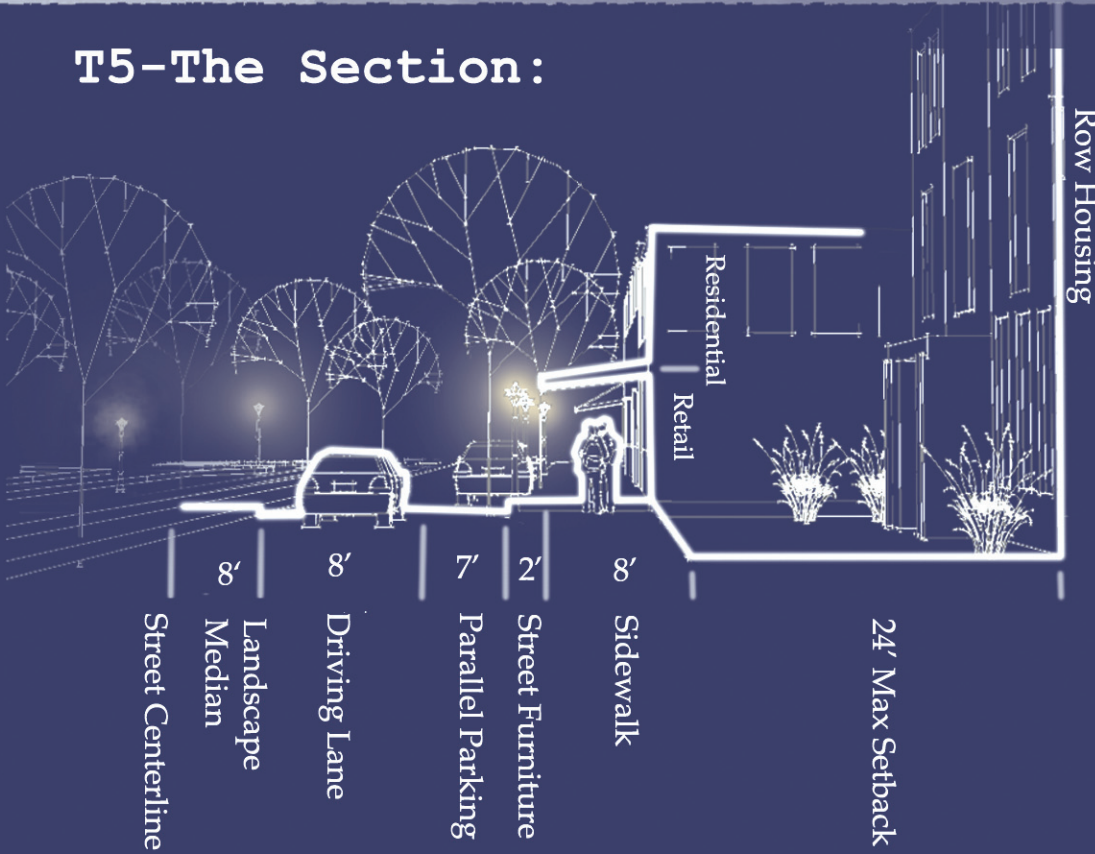 T5-The Section:
Row Housing
Residential
Retail
8'
8'
7'
2'
8'
Street Centerline
Landscape
Median
Driving Lane
Parallel Parking
Street Furniture
Sidewalk
24' Max Setback